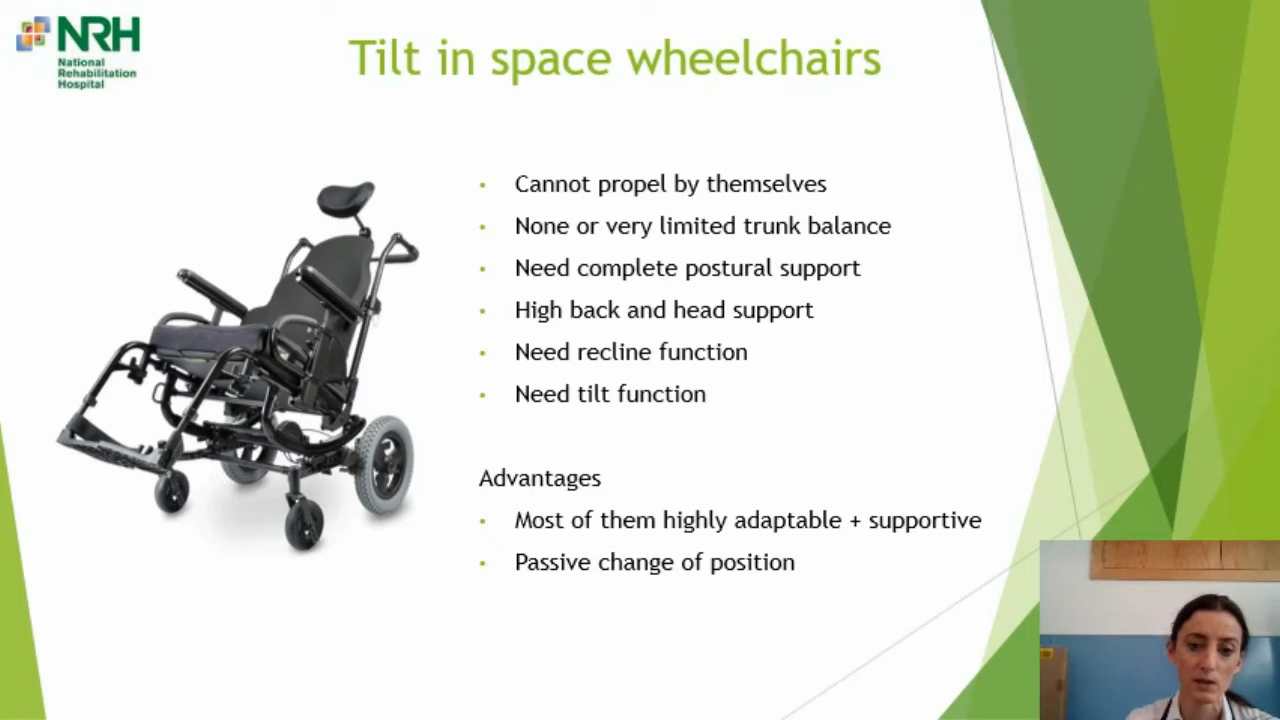 NRH
National
Rehabilitation
Hospital
Tilt in space wheelchairs
• Cannot propel by themselves
• None or very limited trunk balance
• Need complete postural support
• High back and head support
• Need recline function
• Need tilt function
Advantages
• Most of them highly adaptable + supportive
• Passive change of position